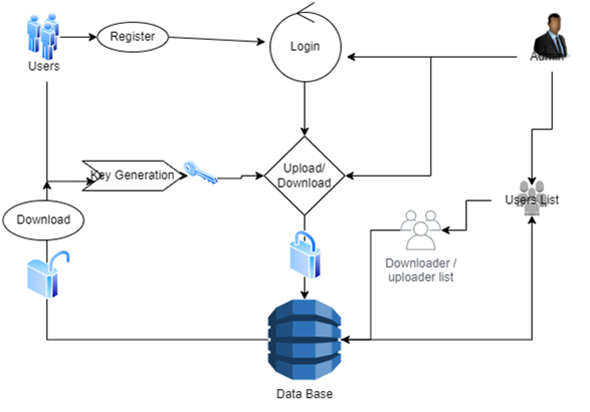 Register
Login
Users
Admin
Key Generation
Upload/
Download
Users List
Download
Downloader /
uploader list
Data Base